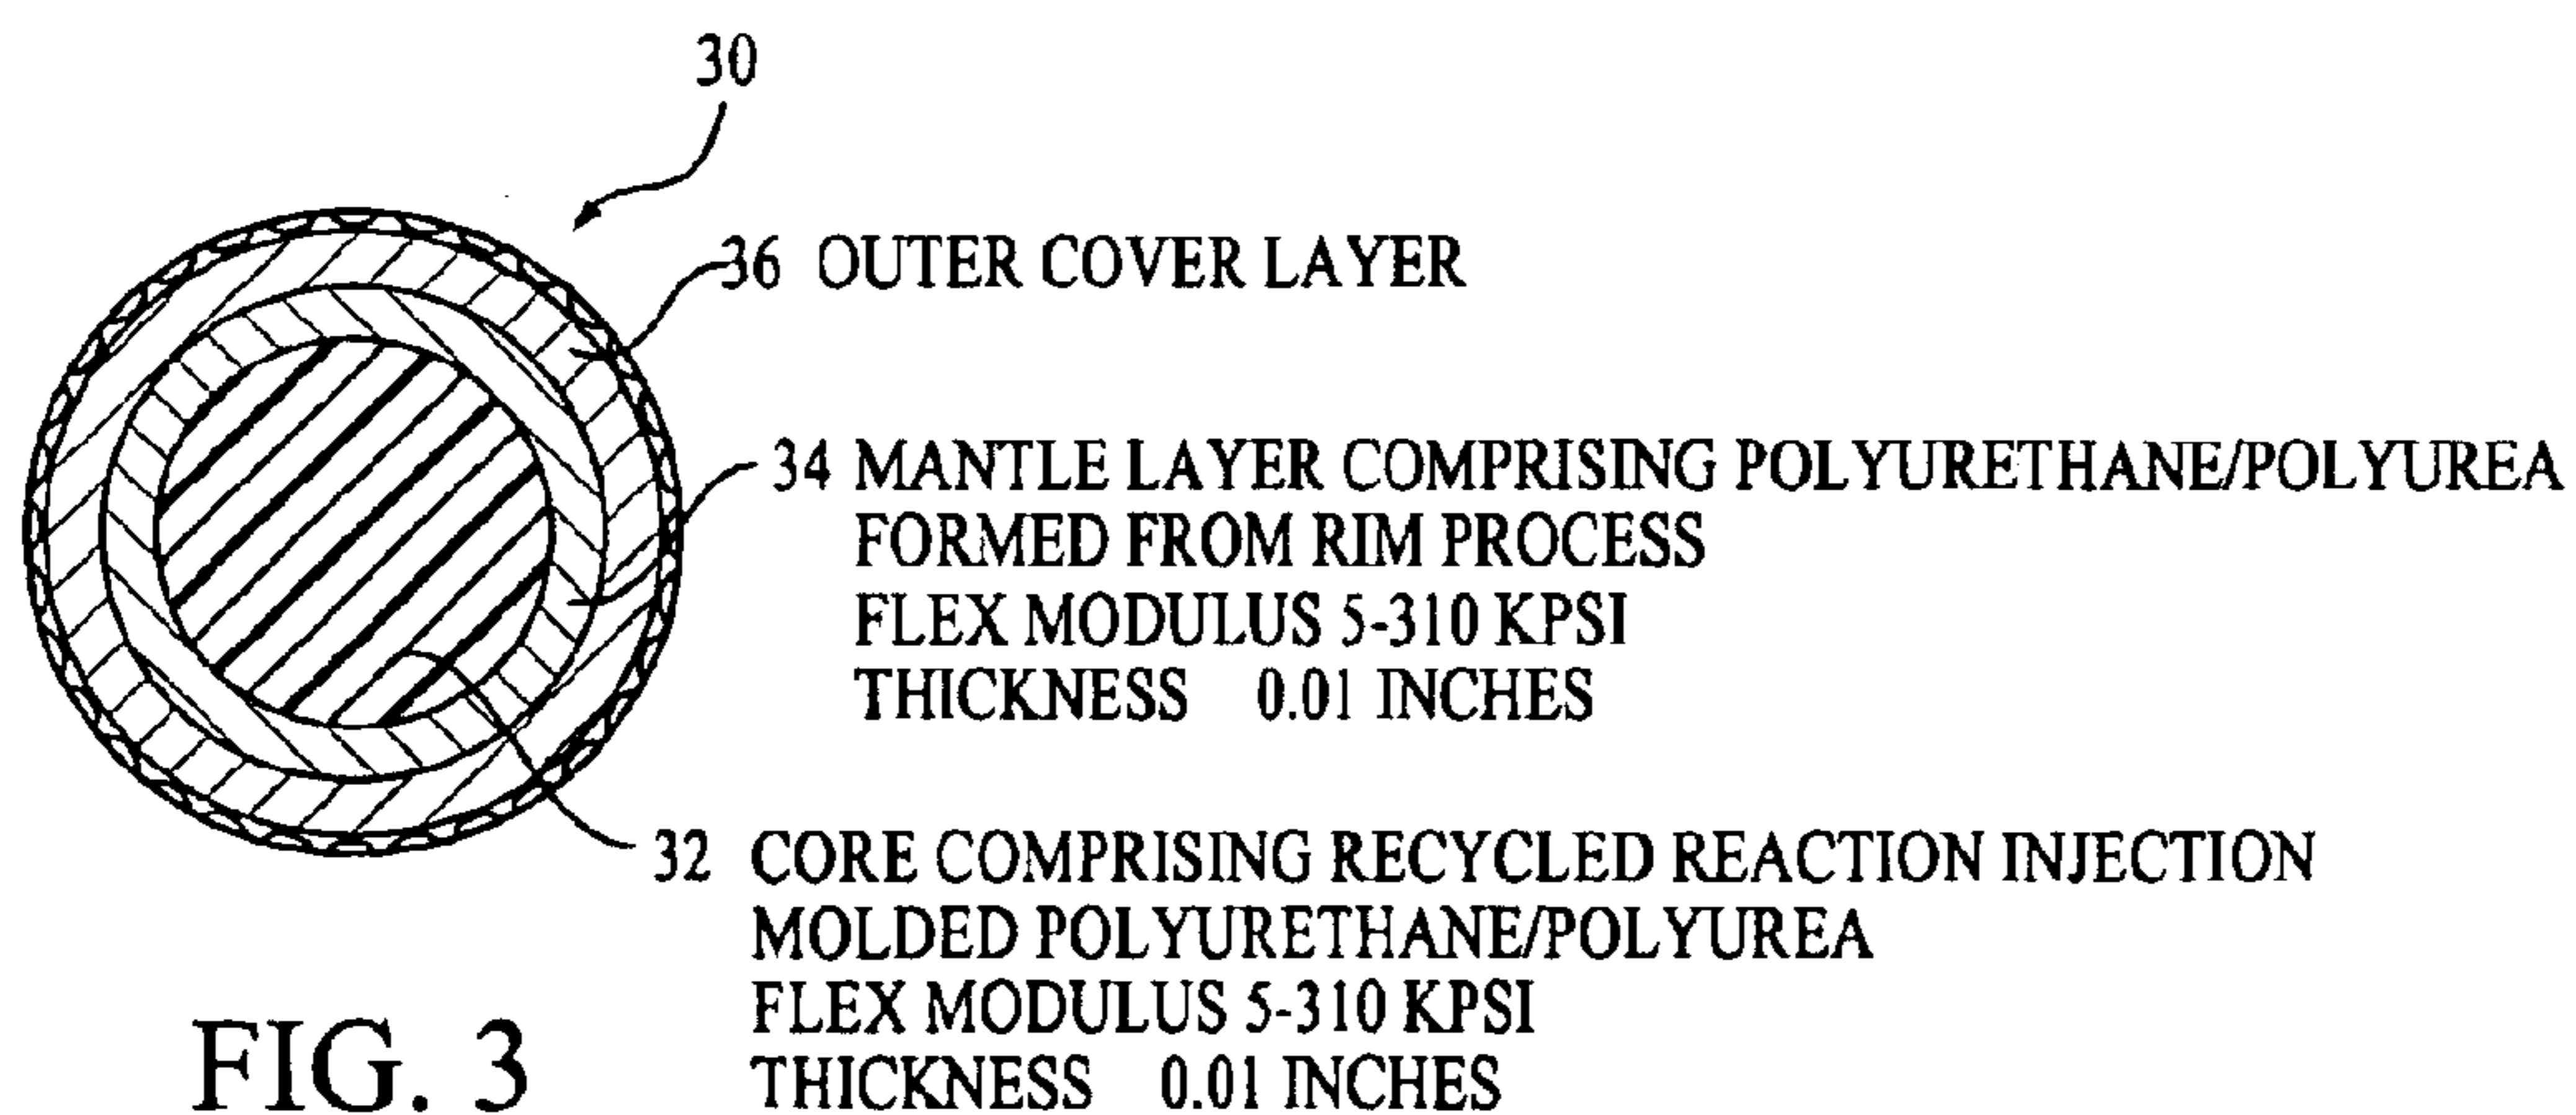 30
36 OUTER COVER LAYER
34 MANTLE LAYER COMPRISING POLYURETHANE/POLYUREA
FORMED FROM RIM PROCESS
FLEX MODULUS 5-310 KPSI
THICKNESS 0.01 INCHES
32 CORE COMPRISING RECYCLED REACTION INJECTION
MOLDED POLYURETHANE/POLYUREA
FLEX MODULUS 5-310 KPSI
THICKNESS 0.01 INCHES
FIG. 3